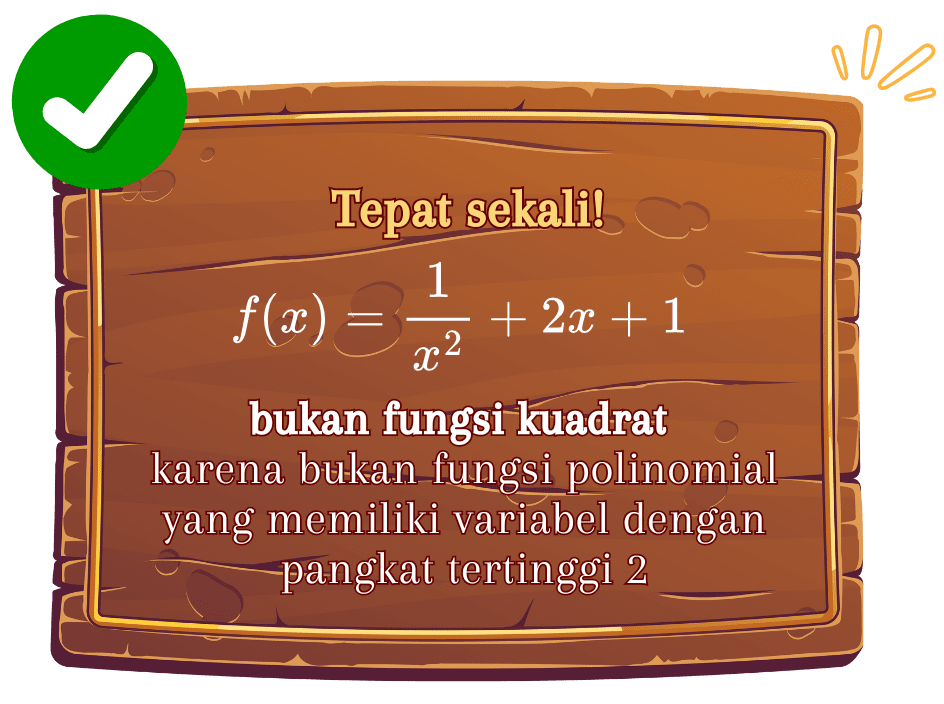 Tepat sekali!
f(x) = \frac{1}{x^2} + 2x + 1
bukan fungsi kuadrat
karena bukan fungsi polinomial
yang memiliki variabel dengan
pangkat tertinggi 2